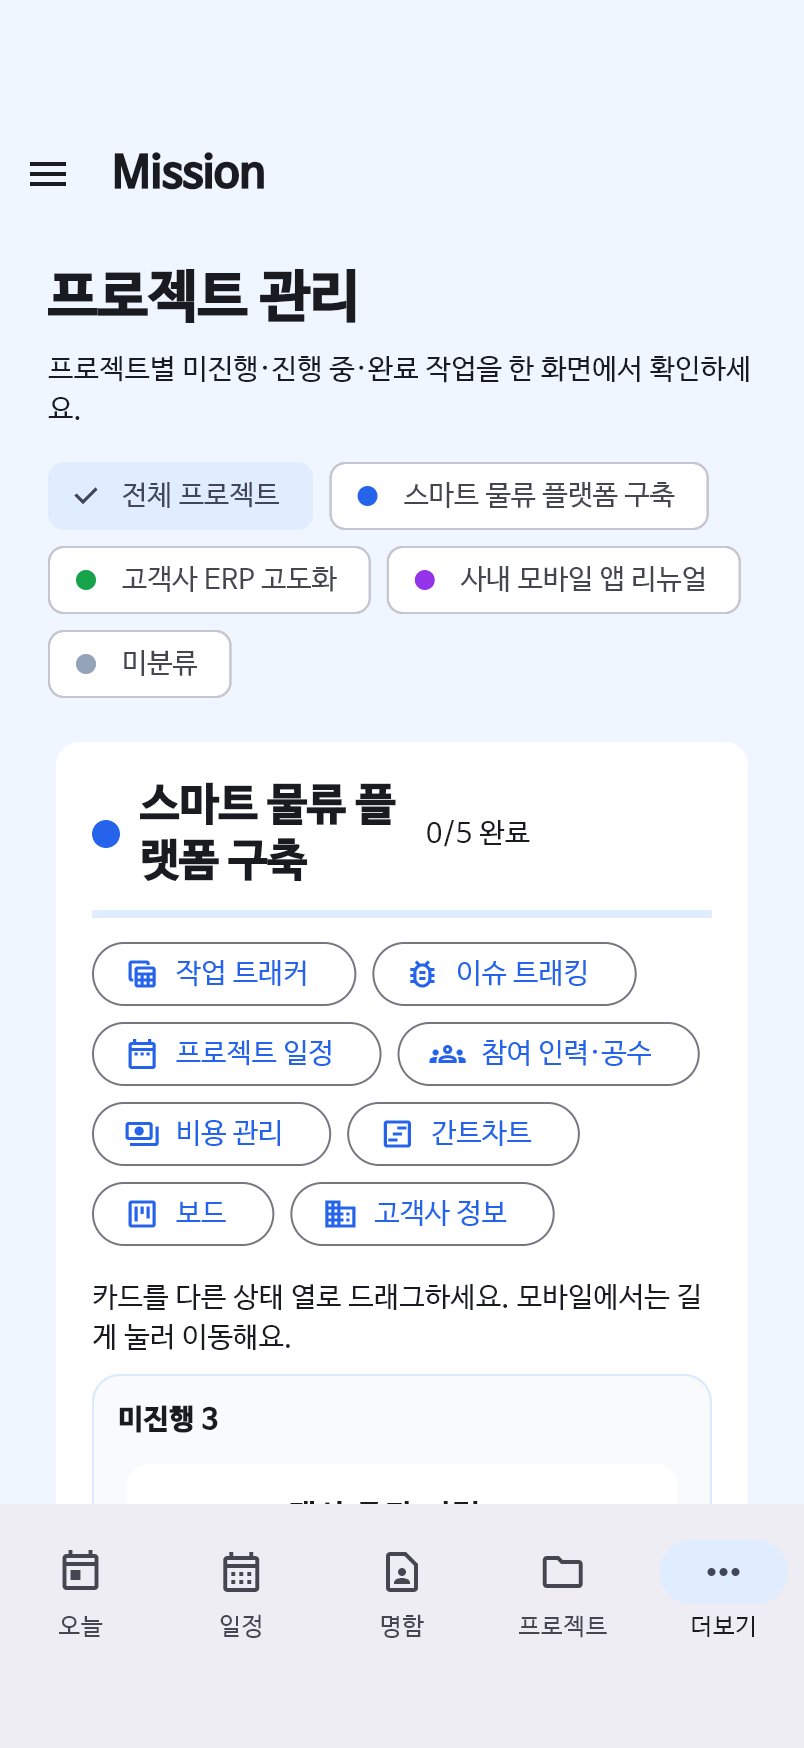 Mission
프로젝트 관리
프로젝트별 미진행·진행 중·완료 작업을 한 화면에서 확인하세
요.
전체 프로젝트
스마트 물류 플랫폼 구축
고객사 ERP 고도화
사내 모바일 앱 리뉴얼
미분류
스마트 물류 플
랫폼 구축
0/5 완료
작업 트래커
이슈 트래킹
프로젝트 일정
참여 인력·공수
비용 관리
간트차트
보드
고객사 정보
카드를 다른 상태 열로 드래그하세요. 모바일에서는 길
게 눌러 이동해요.
미진행 3
오늘
일정
명함
프로젝트
더보기